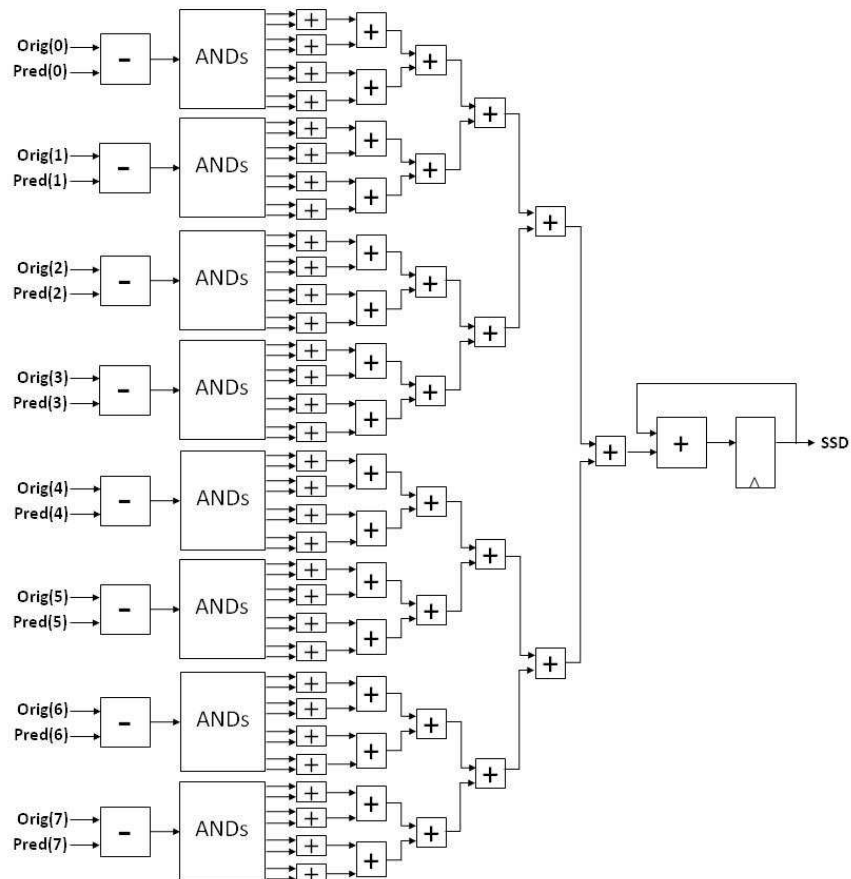 Orig(0)
Pred(0)
-
ANDs
Orig(1)
Pred(1)
-
ANDs
Orig(2)
Pred(2)
-
ANDs
Orig(3)
Pred(3)
-
ANDs
Orig(4)
Pred(4)
-
ANDs
Orig(5)
Pred(5)
-
ANDs
Orig(6)
Pred(6)
-
ANDs
Orig(7)
Pred(7)
-
ANDs
+
SSD